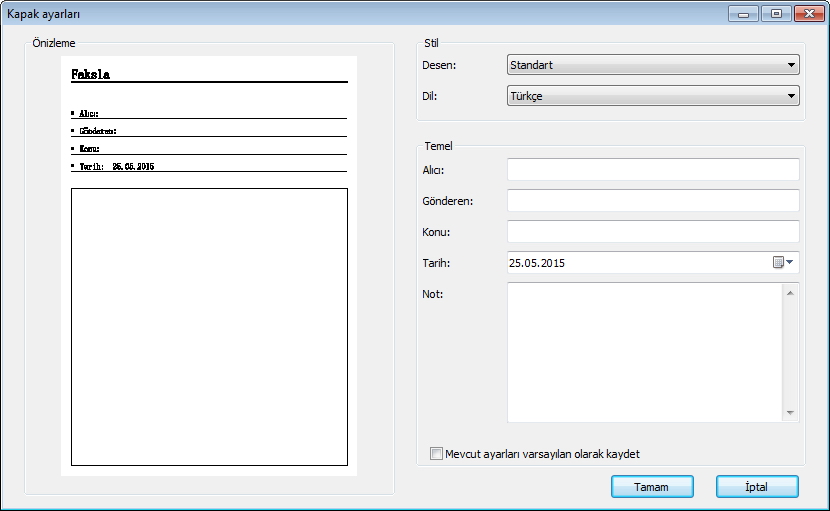 Kapak ayarları
Önizleme
Faksla
▪ Alıcı:
▪ Gönderen:
▪ Konu:
▪ Tarih: 25.05.2015
Stil
Desen: Standart
Dil: Türkçe
Temel
Alıcı:
Gönderen:
Konu:
Tarih: 25.05.2015
Not:
Mevcut ayarları varsayılan olarak kaydet
Tamam İptal